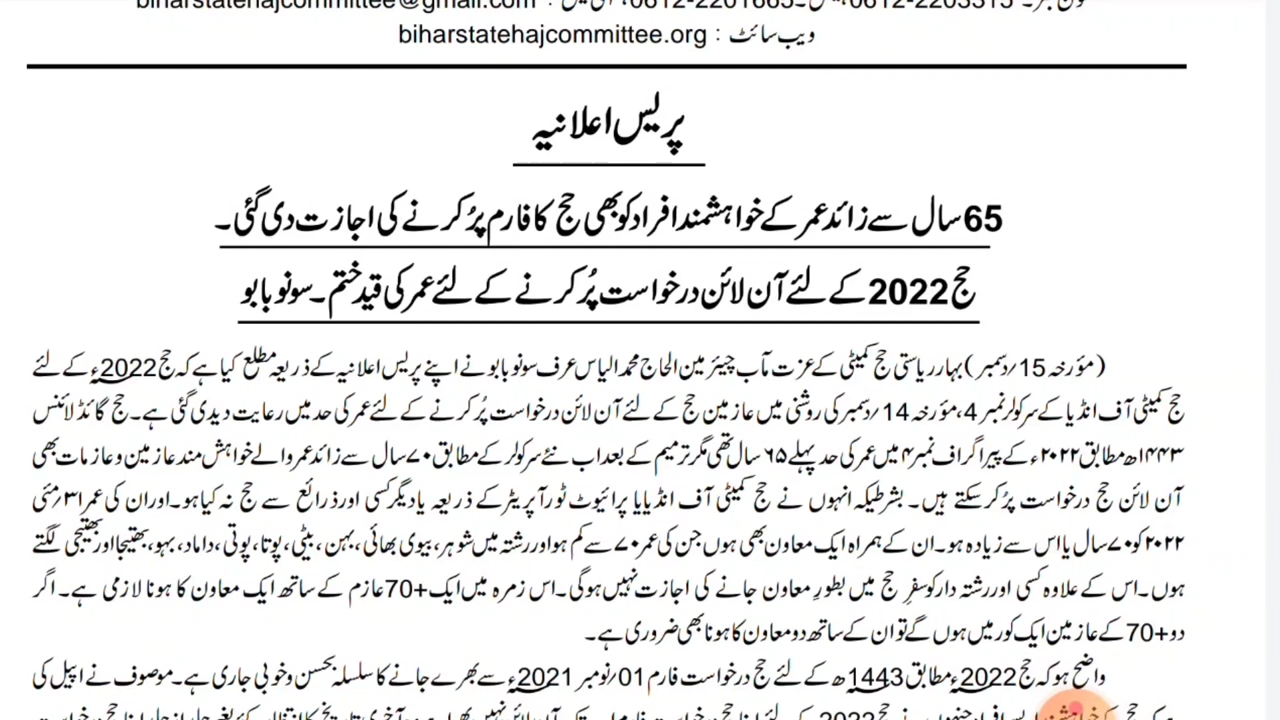 biharstatehajcommittee@gmail.com
ویب سائٹ : biharstatehajcommittee.org
پریس اعلانیہ
65 سال سے زائد عمر کے خواہشمند افراد کو بھی حج کا فارم پُر کرنے کی اجازت دی گئی۔
حج 2022 کے لئے آن لائن درخواست پُر کرنے کے لئے عمر کی قید ختم۔ سونو بابو
(مؤرخہ 15/دسمبر) بہار ریاستی حج کمیٹی کے عزت مآب چیئرمین الحاج محمد الیاس عرف سونو بابو نے اپنے پریس اعلانیہ کے ذریعہ مطلع کیا ہے کہ حج 2022ء کے لئے
حج کمیٹی آف انڈیا کے سرکولر نمبر 4، مؤرخہ 14/دسمبر کی روشنی میں عازمین حج کے لئے آن لائن درخواست پُر کرنے کے لئے عمر کی حد میں رعایت دیدی گئی ہے۔ حج گائڈ لائنس
۱۴۴۳ھ مطابق ۲۰۲۲ء کے پیراگراف نمبر ۴ میں عمر کی حد پہلے ۶۵ سال تھی مگر ترمیم کے بعد اب نئے سرکولر کے مطابق ۷۰ سال سے زائد عمر والے خواہش مند عازمین و عازمات بھی
آن لائن حج درخواست پُر کر سکتے ہیں۔ بشرطیکہ انہوں نے حج کمیٹی آف انڈیا یا پرائیوٹ ٹور آپریٹر کے ذریعہ یا دیگر کسی اور ذرائع سے حج نہ کیا ہو۔ اور ان کی عمر ۳۱ مئی
۲۰۲۲ کو ۷۰ سال یا اس سے زیادہ ہو۔ ان کے ہمراہ ایک معاون بھی ہوں جن کی عمر ۷۰ سے کم ہو اور رشتہ میں شوہر، بیوی بھائی، بہن، بیٹی، پوتا، پوتی، داماد، بہو، بھتیجا اور بھتیجی لگتے
ہوں۔ اس کے علاوہ کسی اور رشتہ دار کو سفرِ حج میں بطورِ معاون جانے کی اجازت نہیں ہوگی۔ اس زمرہ میں ایک +70 عازم کے ساتھ ایک معاون کا ہونا لازمی ہے۔ اگر
دو +70 کے عازمین ایک کور میں ہوں گے تو ان کے ساتھ دو معاون کا ہونا بھی ضروری ہے۔
واضح ہو کہ حج 2022ء مطابق 1443ھ کے لئے حج درخواست فارم 01/نومبر 2021ء سے بھرے جانے کا سلسلہ بحسن و خوبی جاری ہے۔ موصوف نے اپیل کی